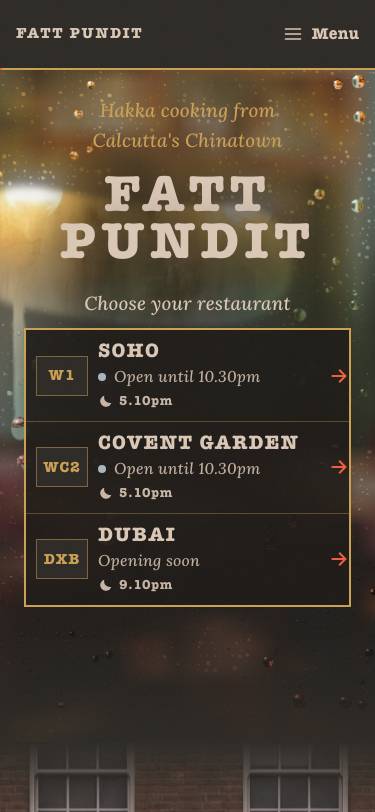 FATT PUNDIT
Menu
Hakka cooking from
Calcutta's Chinatown
FATT
PUNDIT
Choose your restaurant
W1
SOHO
Open until 10.30pm
5.10pm
WC2
COVENT GARDEN
Open until 10.30pm
5.10pm
DXB
DUBAI
Opening soon
9.10pm